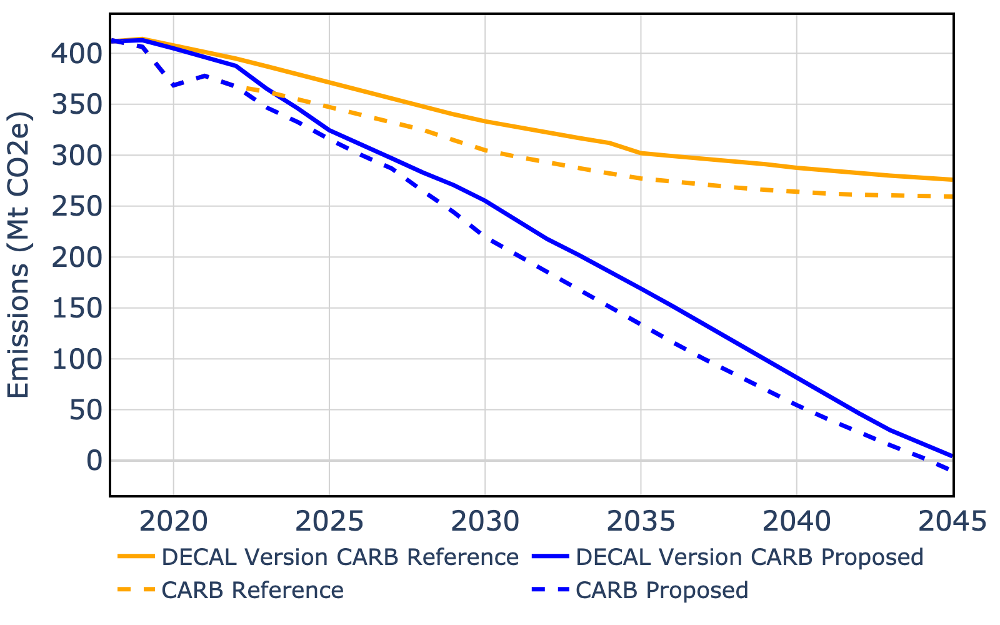 Emissions (Mt CO2e)
400
350
300
250
200
150
100
50
0
2020 2025 2030 2035 2040 2045
DECAL Version CARB Reference DECAL Version CARB Proposed
CARB Reference CARB Proposed